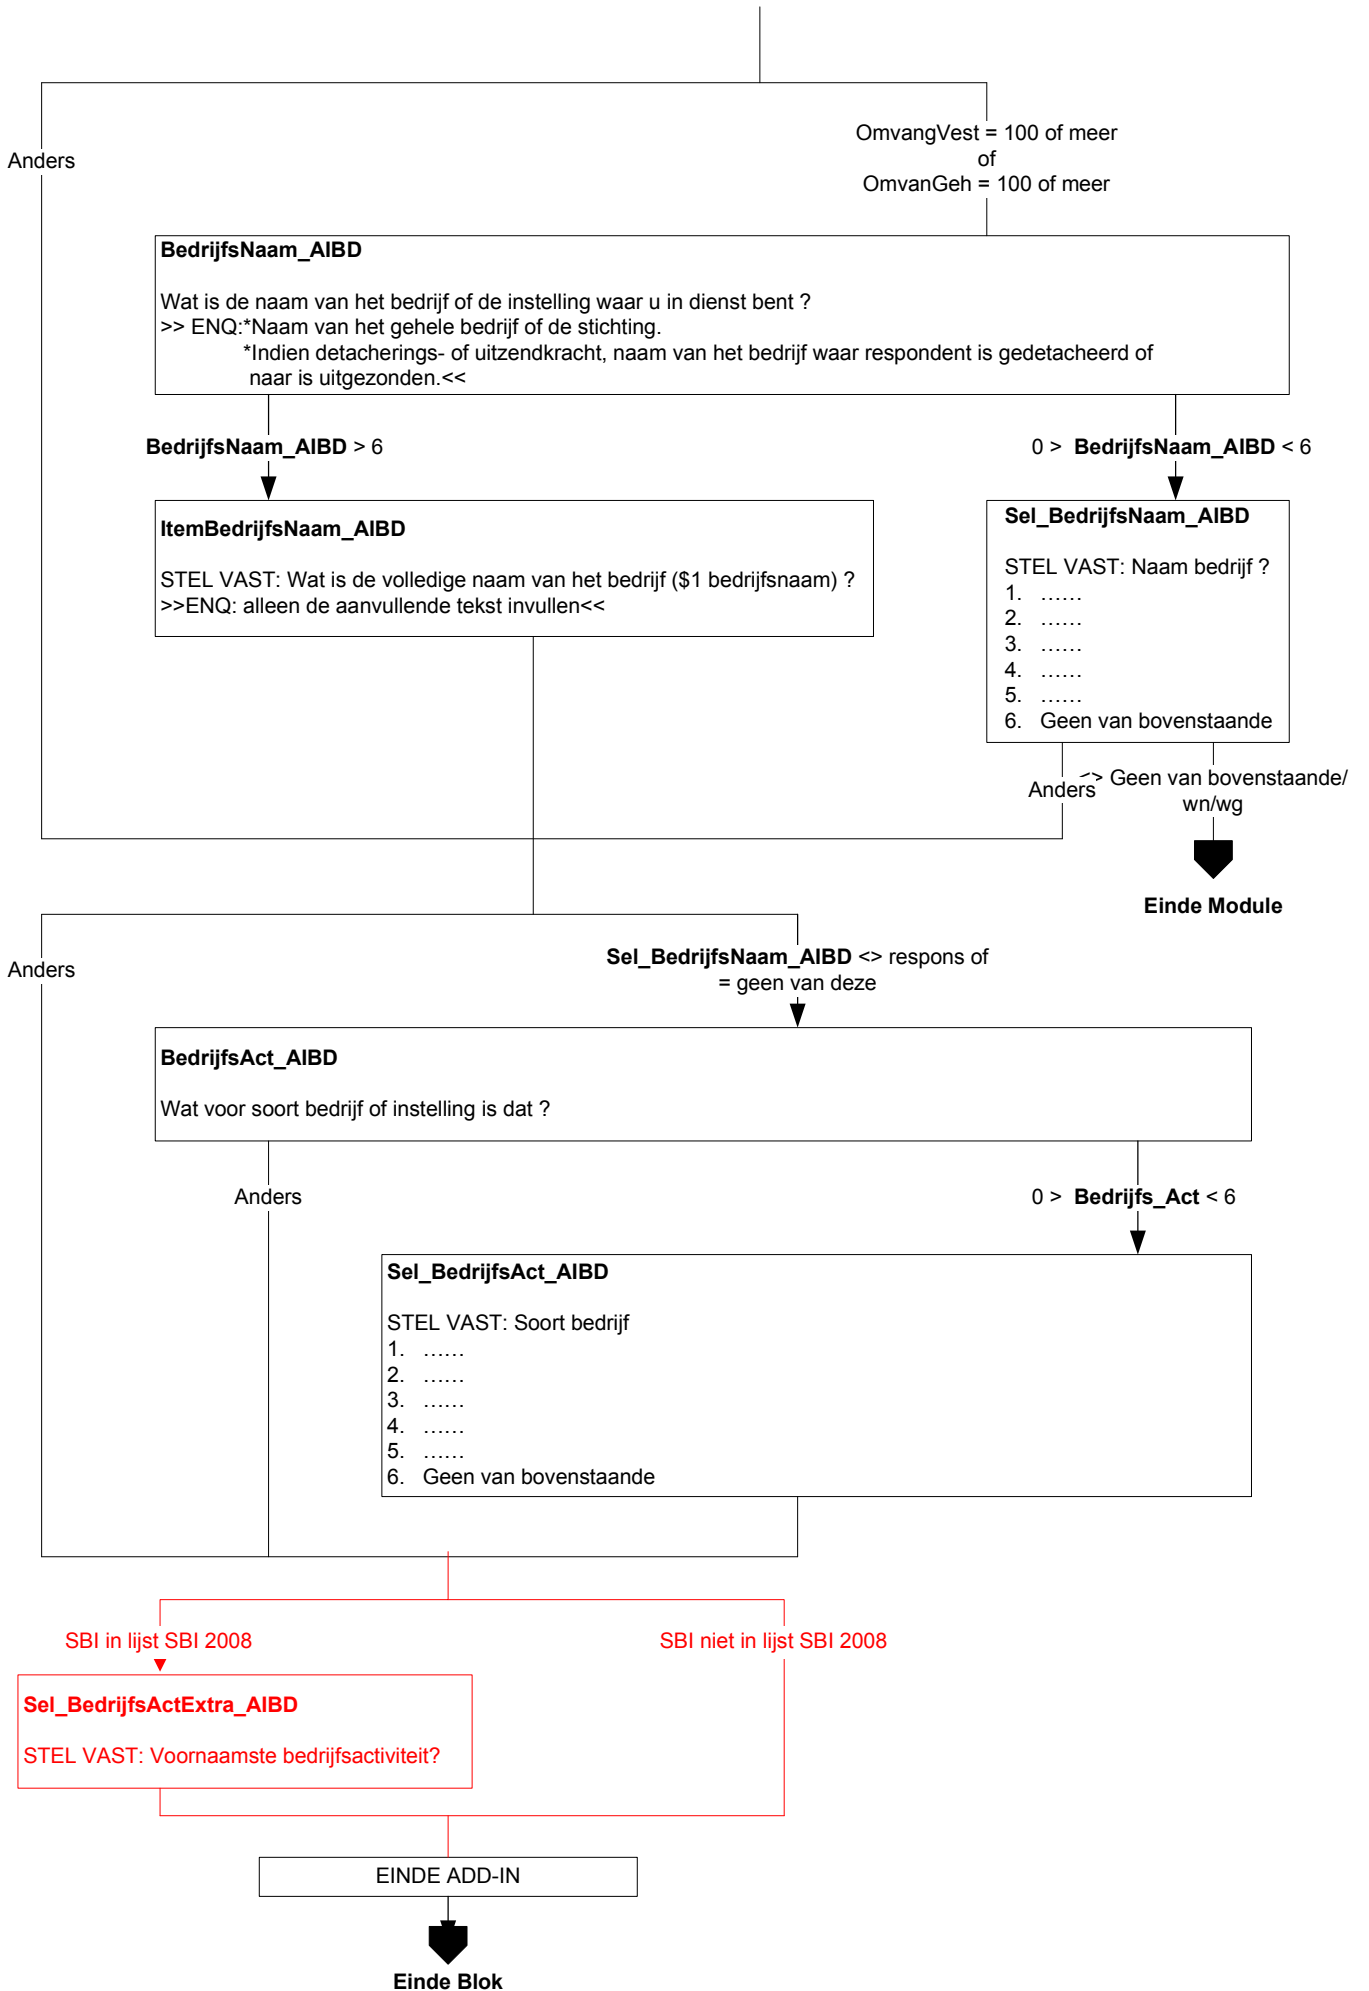 OmvangVest = 100 of meer
of
OmvanGeh = 100 of meer
Anders
BedrijfsNaam_AIBD
Wat is de naam van het bedrijf of de instelling waar u in dienst bent ?
>> ENQ:*Naam van het gehele bedrijf of de stichting.
*Indien detacherings- of uitzendkracht, naam van het bedrijf waar respondent is gedetacheerd of
naar is uitgezonden.<<
BedrijfsNaam_AIBD > 6
0 > BedrijfsNaam_AIBD < 6
ItemBedrijfsNaam_AIBD
STEL VAST: Wat is de volledige naam van het bedrijf ($1 bedrijfsnaam) ?
>>ENQ: alleen de aanvullende tekst invullen<<
Sel_BedrijfsNaam_AIBD
STEL VAST: Naam bedrijf ?
1. ……
2. ……
3. ……
4. ……
5. ……
6. Geen van bovenstaande
Anders
<> Geen van bovenstaande/
wn/wg
Einde Module
Anders
Sel_BedrijfsNaam_AIBD <> respons of
= geen van deze
BedrijfsAct_AIBD
Wat voor soort bedrijf of instelling is dat ?
Anders
0 > Bedrijfs_Act < 6
Sel_BedrijfsAct_AIBD
STEL VAST: Soort bedrijf
1. ……
2. ……
3. ……
4. ……
5. ……
6. Geen van bovenstaande
SBI in lijst SBI 2008
SBI niet in lijst SBI 2008
Sel_BedrijfsActExtra_AIBD
STEL VAST: Voornaamste bedrijfsactiviteit?
EINDE ADD-IN
Einde Blok